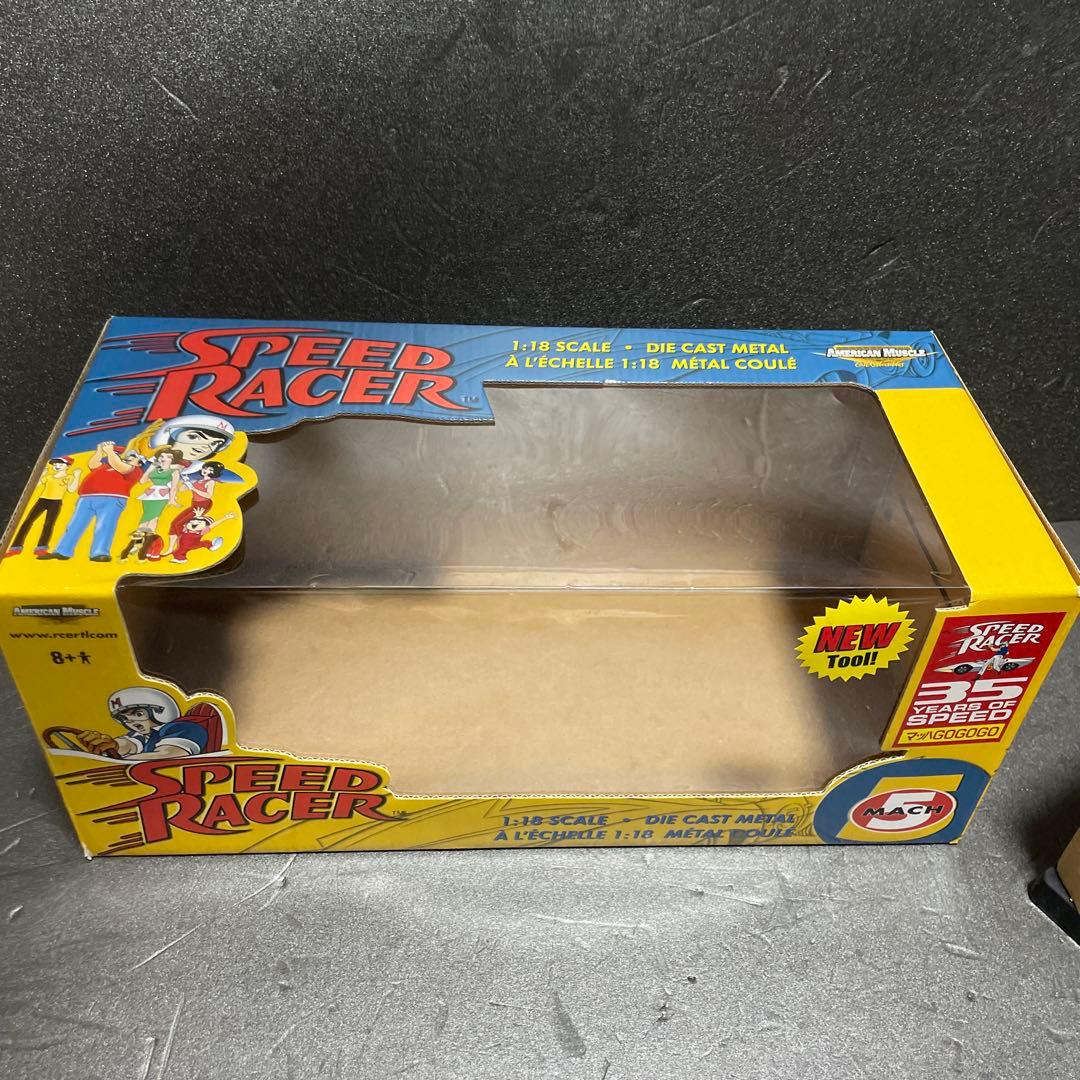 SPEED
RACER™
1:18 SCALE • DIE CAST METAL
À L'ÉCHELLE 1:18 MÉTAL COULÉ
AMERICAN MUSCLE
M
AMERICAN MUSCLE
www.rcertl.com
8+
NEW
TOOL!
SPEED
RACER
35
YEARS OF
SPEED
マッハGOGOGO
M
SPEED
RACER™
1:18 SCALE • DIE CAST METAL
À L'ÉCHELLE 1:18 MÉTAL COULÉ
5
MACH